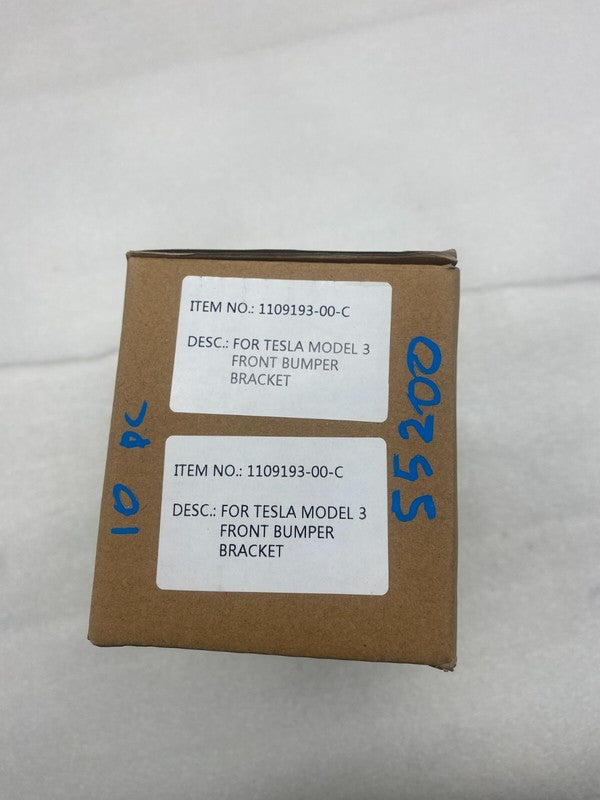 ITEM NO.: 1109193-00-C
DESC.: FOR TESLA MODEL 3
FRONT BUMPER
BRACKET
ITEM NO.: 1109193-00-C
DESC.: FOR TESLA MODEL 3
FRONT BUMPER
BRACKET
10 PC
55200